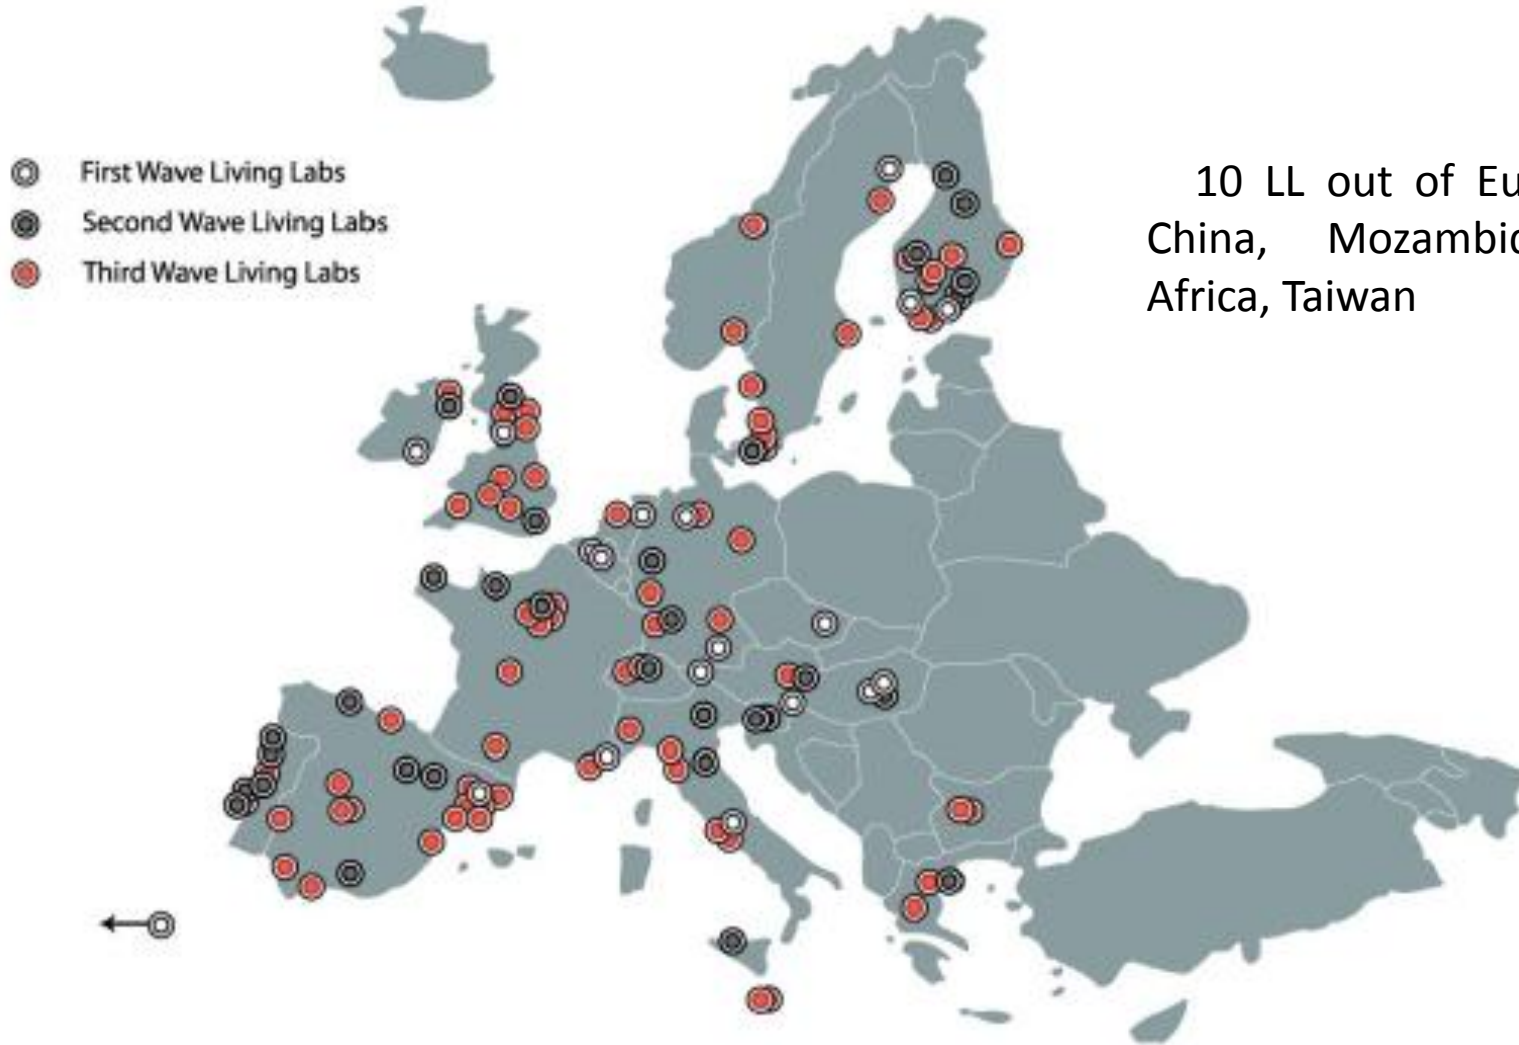 First Wave Living Labs
Second Wave Living Labs
Third Wave Living Labs
10 LL out of Eu
China, Mozambic
Africa, Taiwan